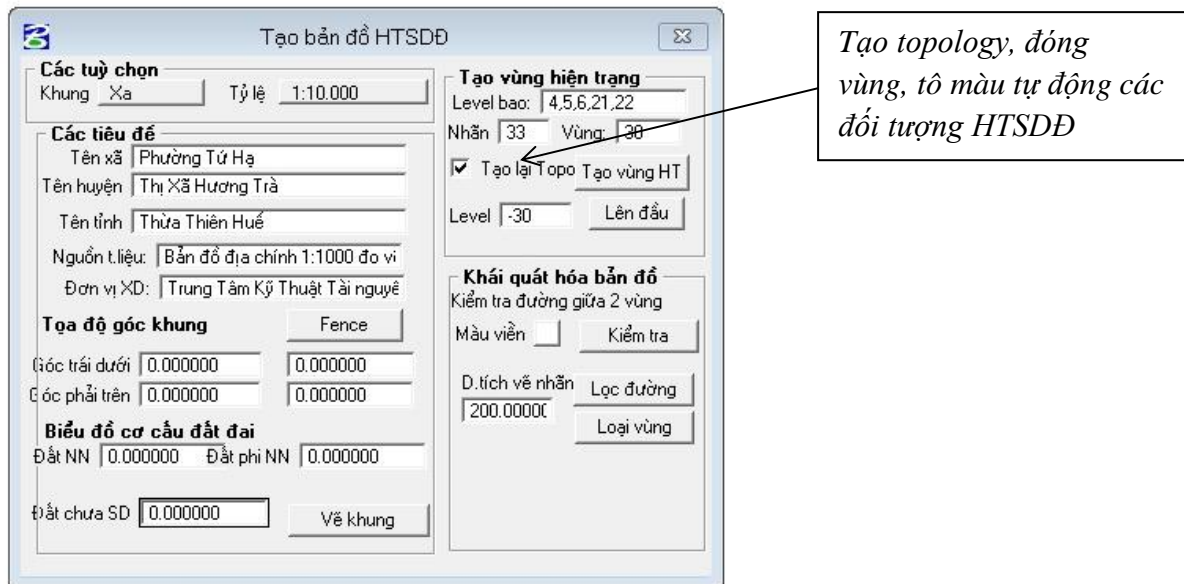 Tạo bản đồ HTSDĐ
Các tuỳ chọn
Khung Xa Tỷ lệ 1:10.000
Các tiêu đề
Tên xã Phường Tứ Hạ
Tên huyện Thị Xã Hương Trà
Tên tỉnh Thừa Thiên Huế
Nguồn t.liệu: Bản đồ địa chính 1:1000 đo vi
Đơn vị XD: Trung Tâm Kỹ Thuật Tài nguyê
Tọa độ góc khung Fence
Góc trái dưới 0.000000 0.000000
Góc phải trên 0.000000 0.000000
Biểu đồ cơ cấu đất đai
Đất NN 0.000000 Đất phi NN 0.000000
Đất chưa SD 0.000000 Vẽ khung
Tạo vùng hiện trạng
Level bao: 4,5,6,21,22
Nhãn 33 Vùng: 30
Tạo lại Topo Tạo vùng HT
Level -30 Lên đầu
Khái quát hóa bản đồ
Kiểm tra đường giữa 2 vùng
Màu viền Kiểm tra
D.tích vẽ nhãn Lọc đường
200.00000 Loại vùng
Tạo topology, đóng
vùng, tô màu tự động các
đối tượng HTSDĐ